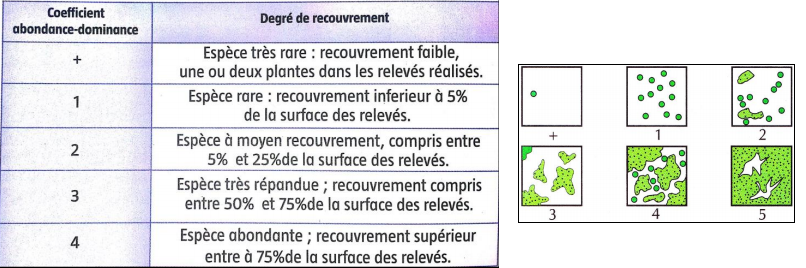 Coefficient
abondance-dominance
Degré de recouvrement
+
Espèce très rare : recouvrement faible,
une ou deux plantes dans les relevés réalisés.
1
Espèce rare : recouvrement inferieur à 5%
de la surface des relevés.
2
Espèce à moyen recouvrement, compris entre
5% et 25%de la surface des relevés.
3
Espèce très répandue ; recouvrement compris
entre 50% et 75%de la surface des relevés.
4
Espèce abondante ; recouvrement supérieur
entre à 75%de la surface des relevés.
+ 1 2
3 4 5